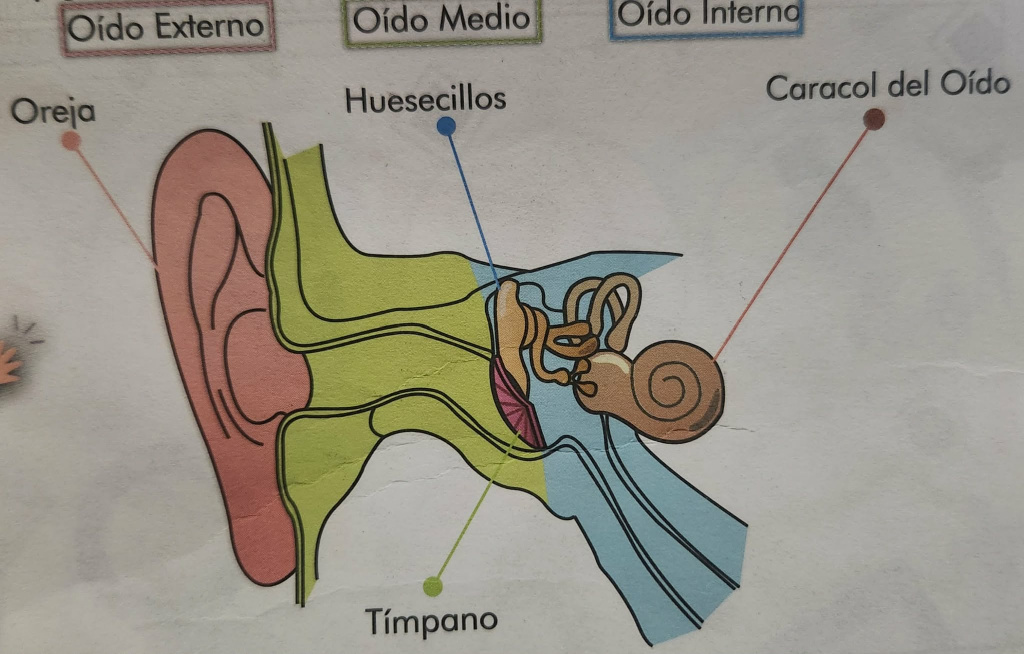 Oído Externo
Oído Medio
Oído Interno
Oreja
Huesecillos
Caracol del Oído
Tímpano